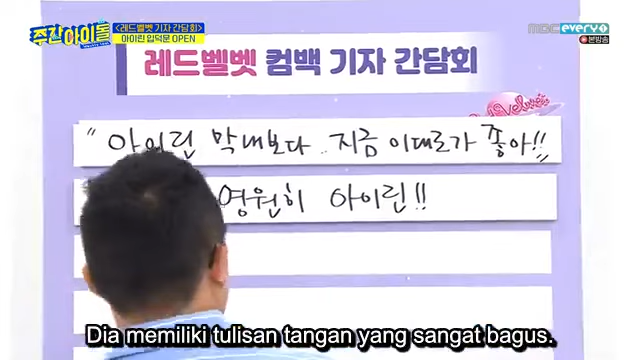 주간아이돌
<레드벨벳 기자 간담회>
아이린 입덕문 OPEN
MBC every1
본방송
레드벨벳 컴백 기자 간담회
Red Velvet
" 아이린 막내보다.. 지금 이대로가 좋아!! "
영원히 아이린!!
Dia memiliki tulisan tangan yang sangat bagus.